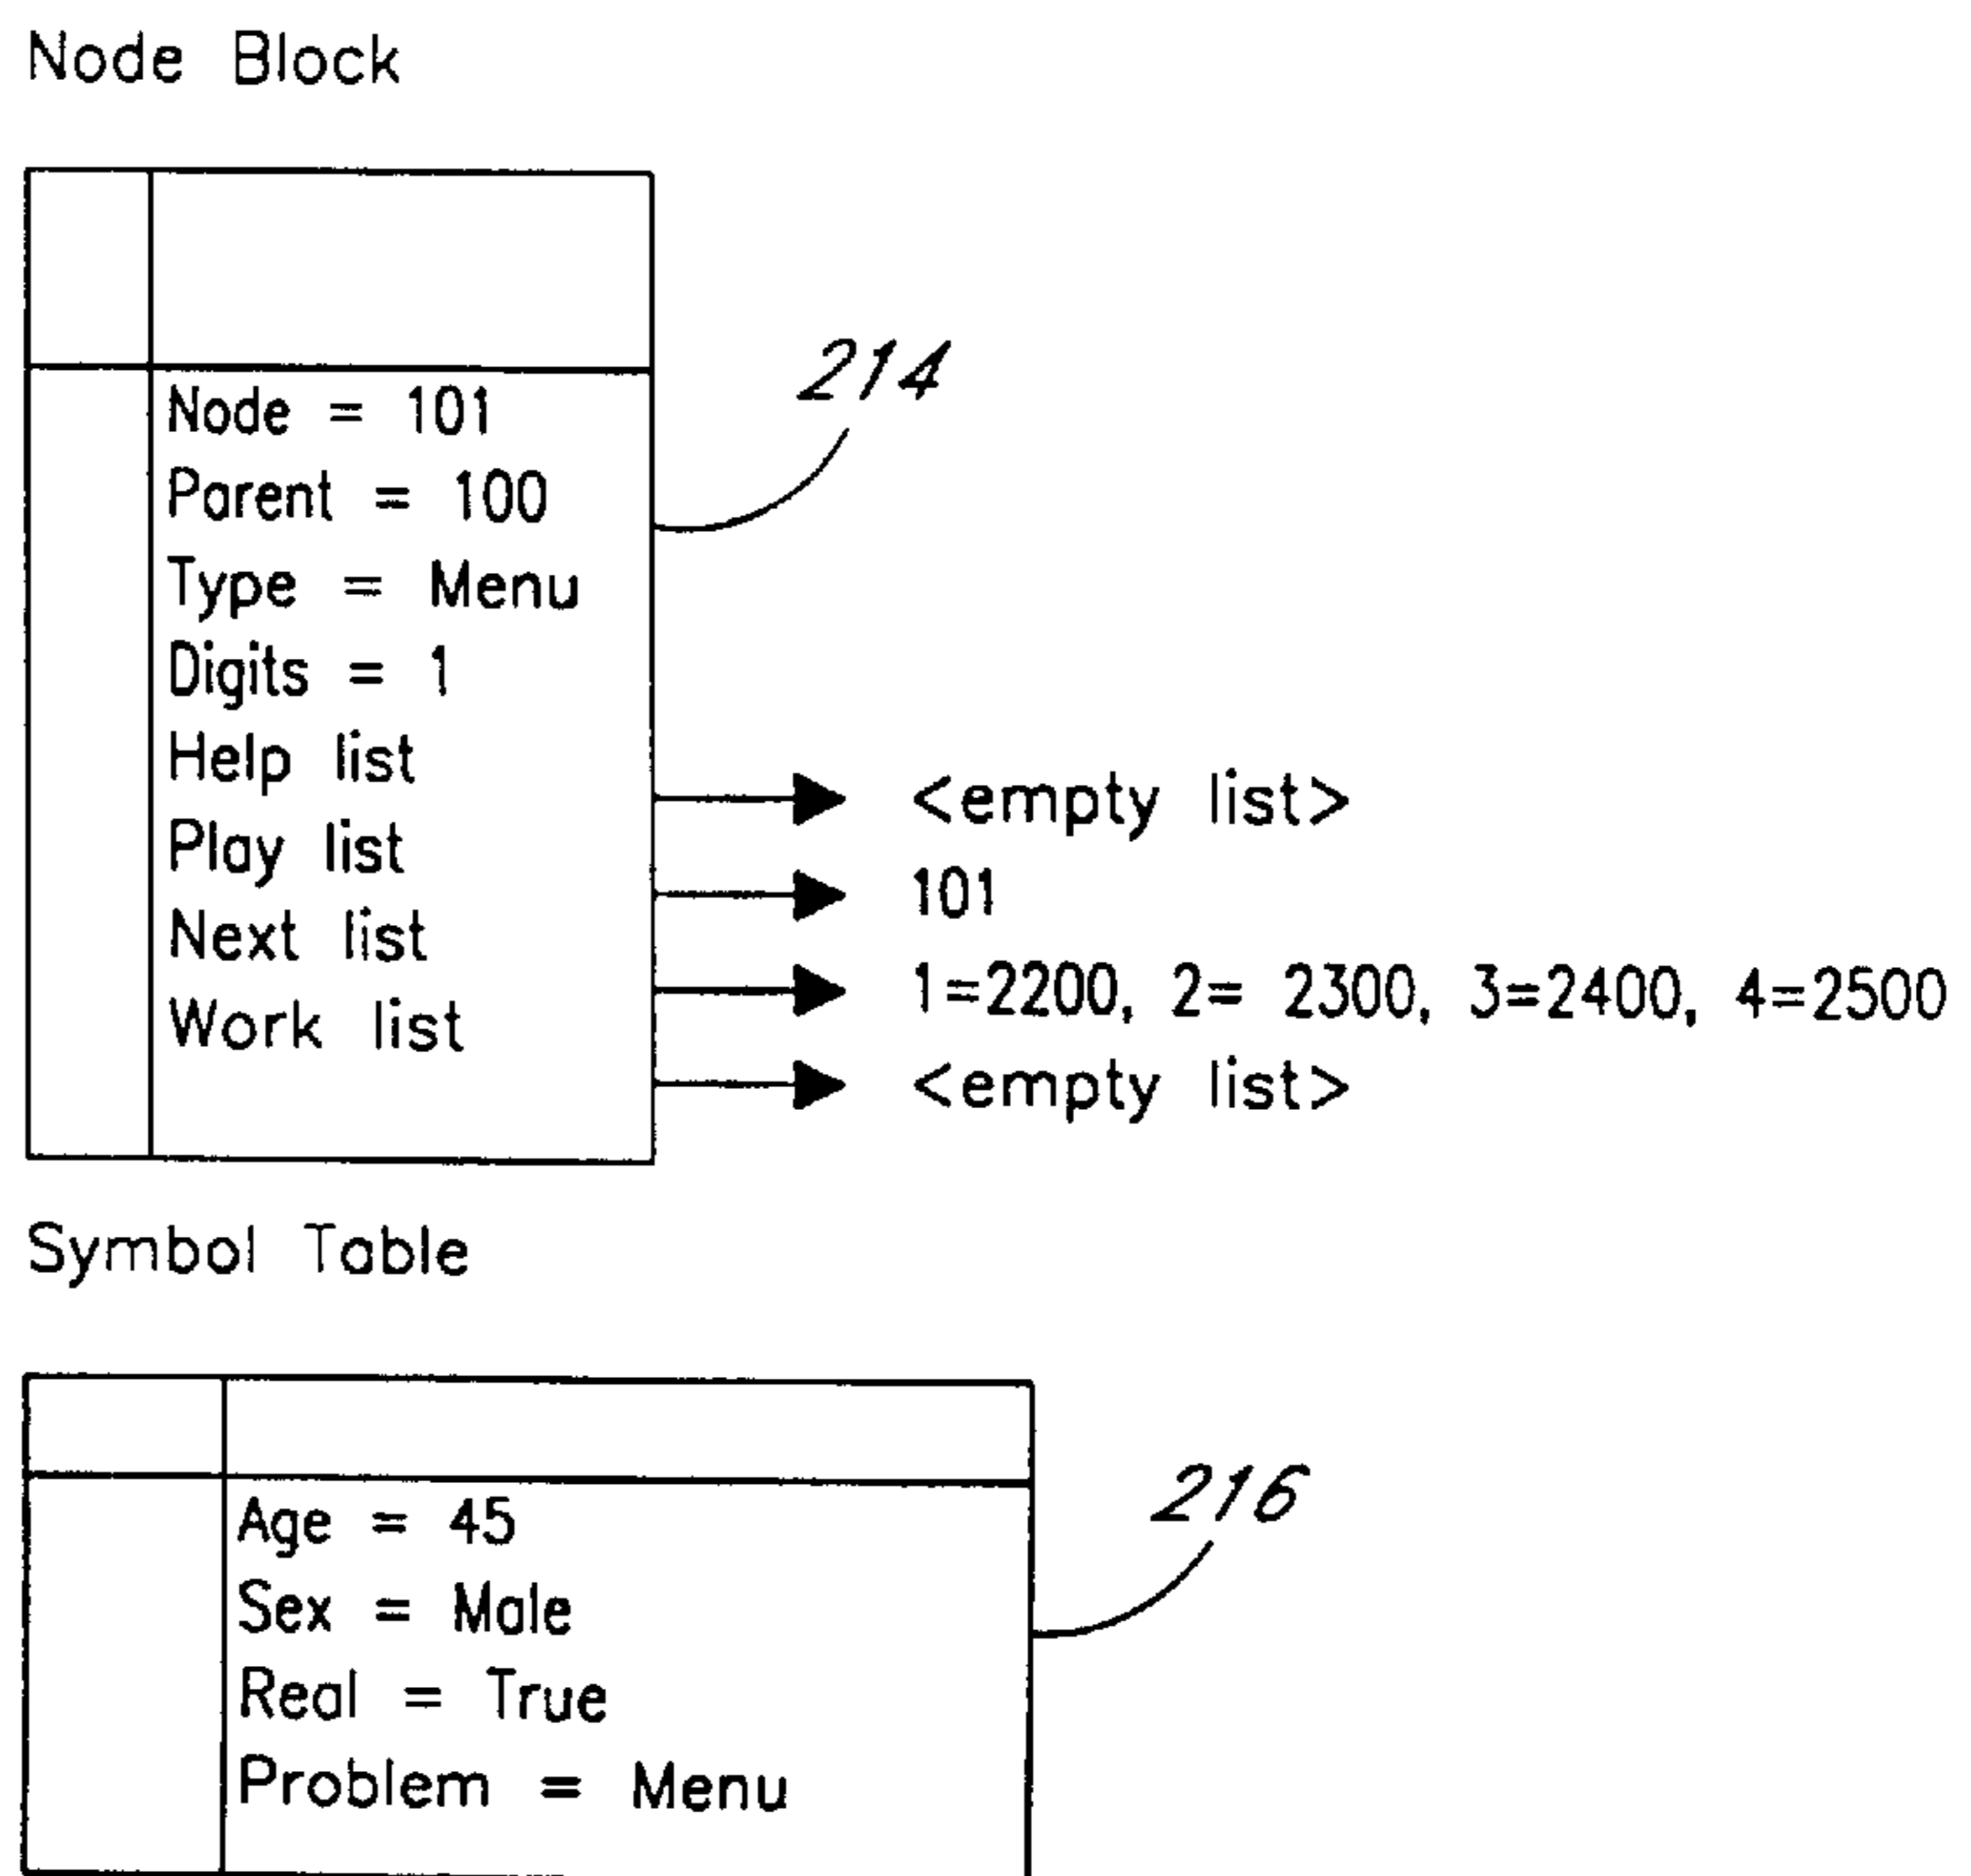 Node Block
214
Node = 101
Parent = 100
Type = Menu
Digits = 1
Help list
<empty list>
Play list
101
Next list
1=2200, 2= 2300, 3=2400, 4=2500
Work list
<empty list>
Symbol Table
216
Age = 45
Sex = Male
Real = True
Problem = Menu